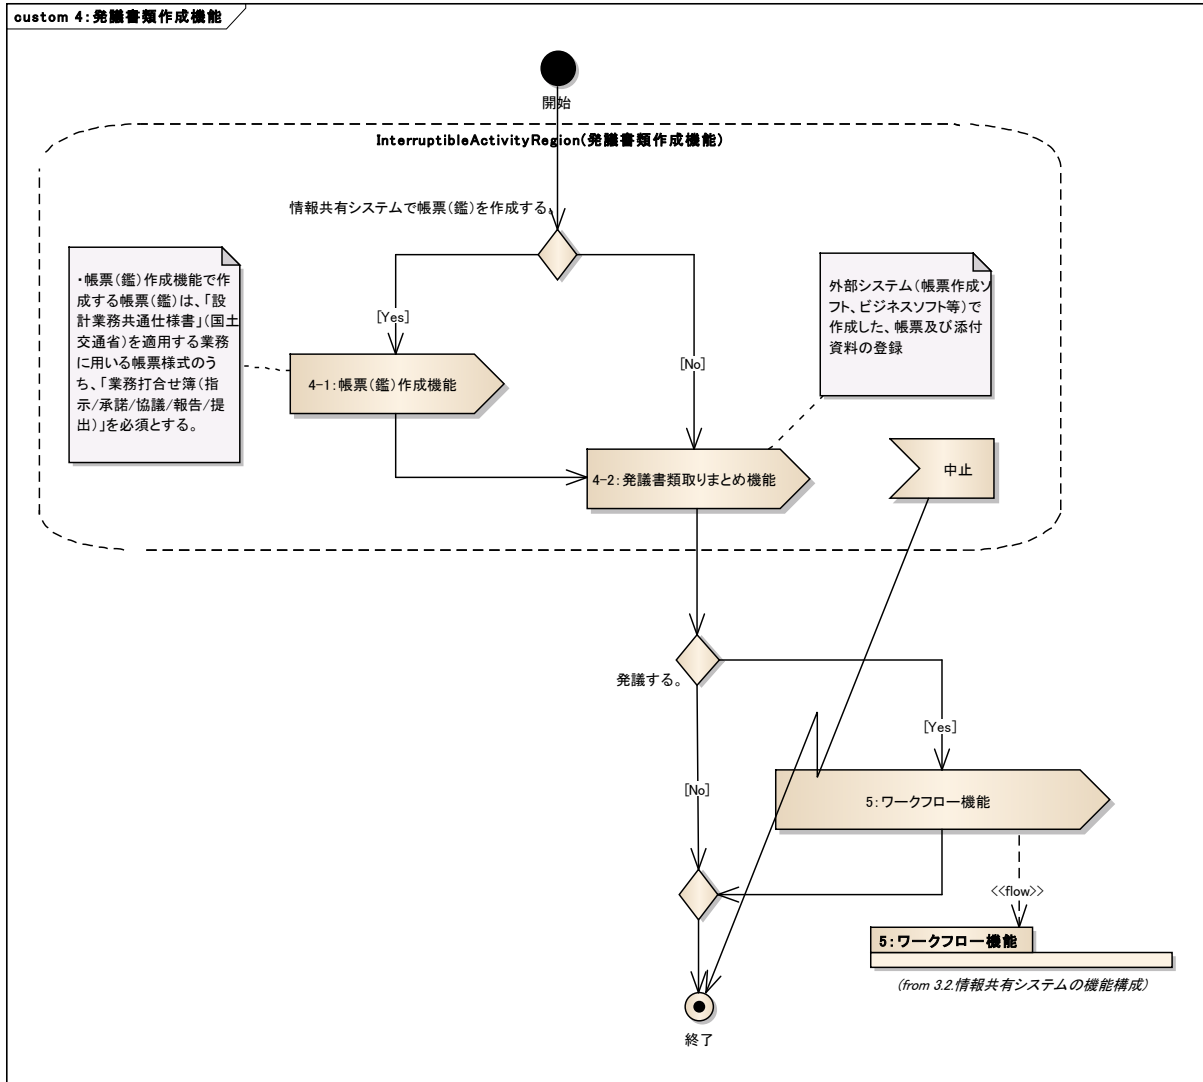 custom 4:発議書類作成機能
開始
InterruptibleActivityRegion(発議書類作成機能)
情報共有システムで帳票(鑑)を作成する。
・帳票(鑑)作成機能で作
成する帳票(鑑)は、「設
計業務共通仕様書」(国土
交通省)を適用する業務
に用いる帳票様式のう
ち、「業務打合せ簿(指
示/承諾/協議/報告/提
出)」を必須とする。
外部システム(帳票作成ソ
フト、ビジネスソフト等)で
作成した、帳票及び添付
資料の登録
[Yes]
[No]
4-1:帳票(鑑)作成機能
4-2:発議書類取りまとめ機能
中止
発議する。
[Yes]
[No]
5:ワークフロー機能
<<flow>>
5:ワークフロー機能
(from 3.2.情報共有システムの機能構成)
終了